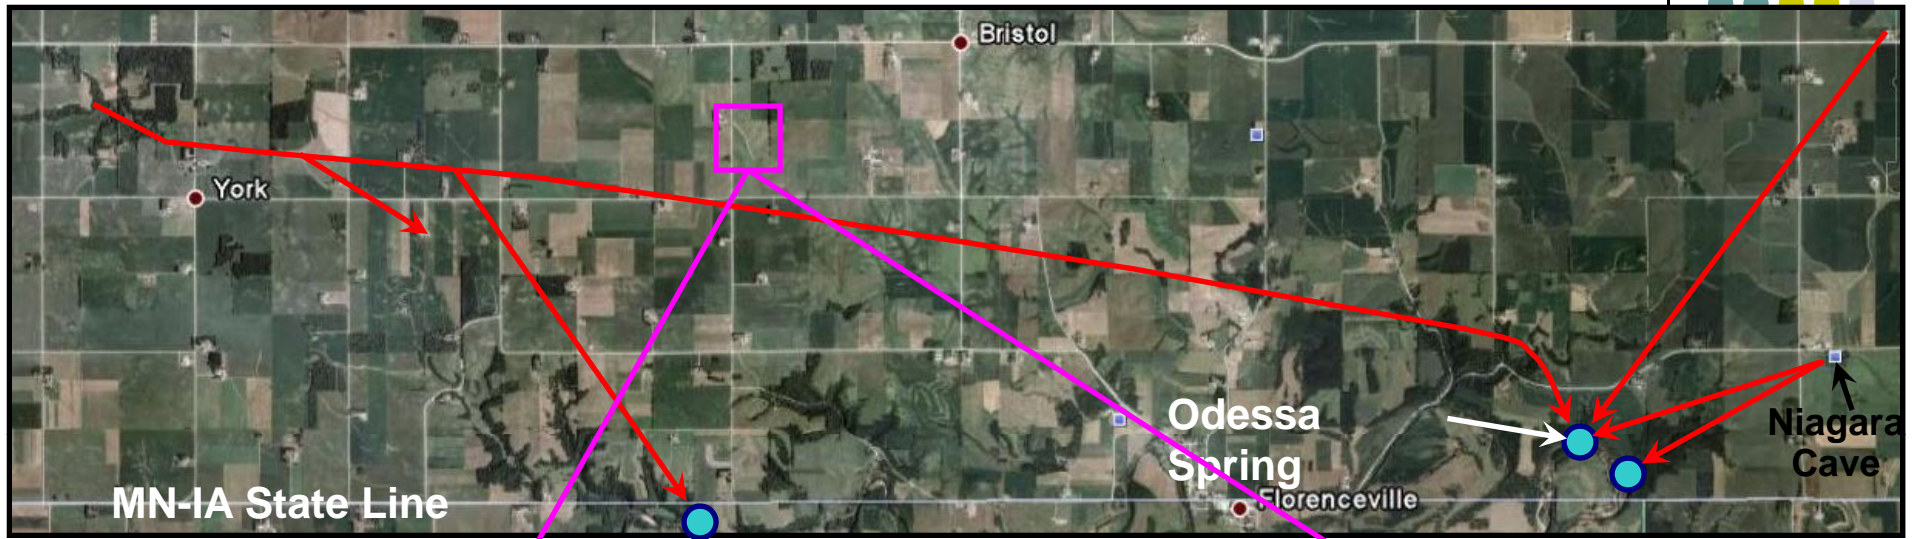 Bristol
York
Odessa
Spring
Niagara
Cave
MN-IA State Line
Florenceville